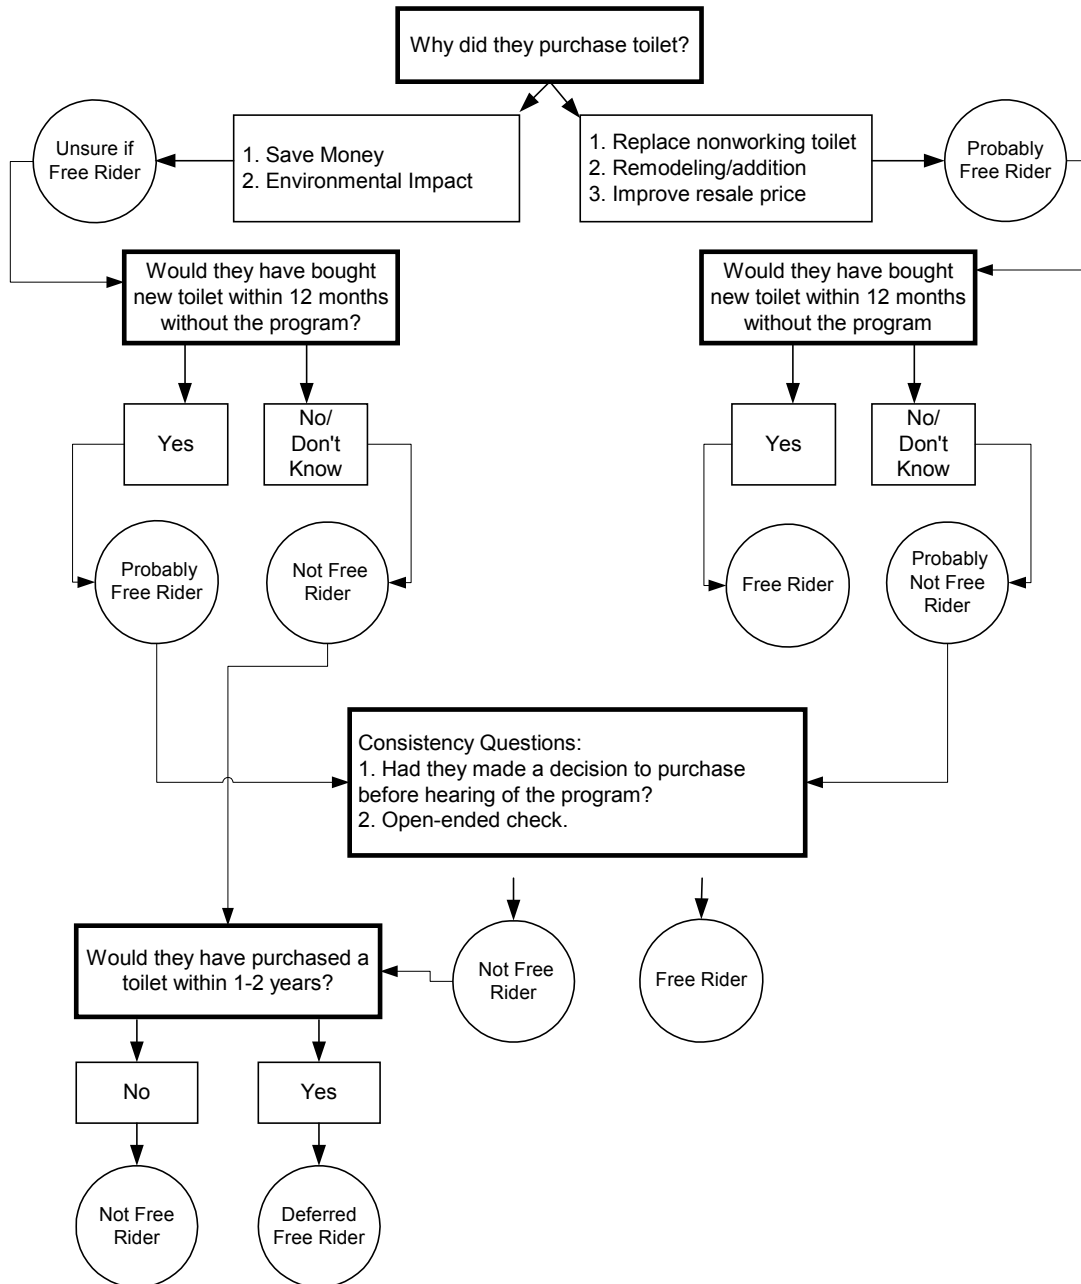 Why did they purchase toilet?
Unsure if
Free Rider
1. Save Money
2. Environmental Impact
1. Replace nonworking toilet
2. Remodeling/addition
3. Improve resale price
Probably
Free Rider
Would they have bought
new toilet within 12 months
without the program?
Would they have bought
new toilet within 12 months
without the program
Yes
No/
Don't
Know
Yes
No/
Don't
Know
Probably
Free Rider
Not Free
Rider
Free Rider
Probably
Not Free
Rider
Consistency Questions:
1. Had they made a decision to purchase
before hearing of the program?
2. Open-ended check.
Would they have purchased a
toilet within 1-2 years?
Not Free
Rider
Free Rider
No
Yes
Not Free
Rider
Deferred
Free Rider